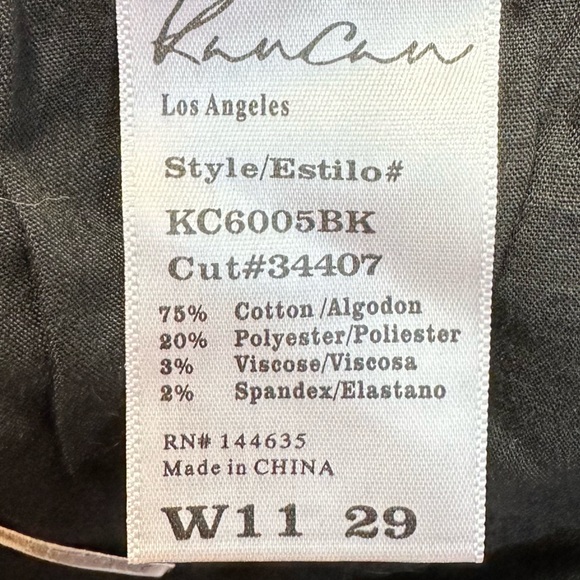 KanCan
Los Angeles
Style/Estilo#
KC6005BK
Cut#34407
75% Cotton/Algodon
20% Polyester/Poliester
3% Viscose/Viscosa
2% Spandex/Elastano
RN# 144635
Made in CHINA
W11 29